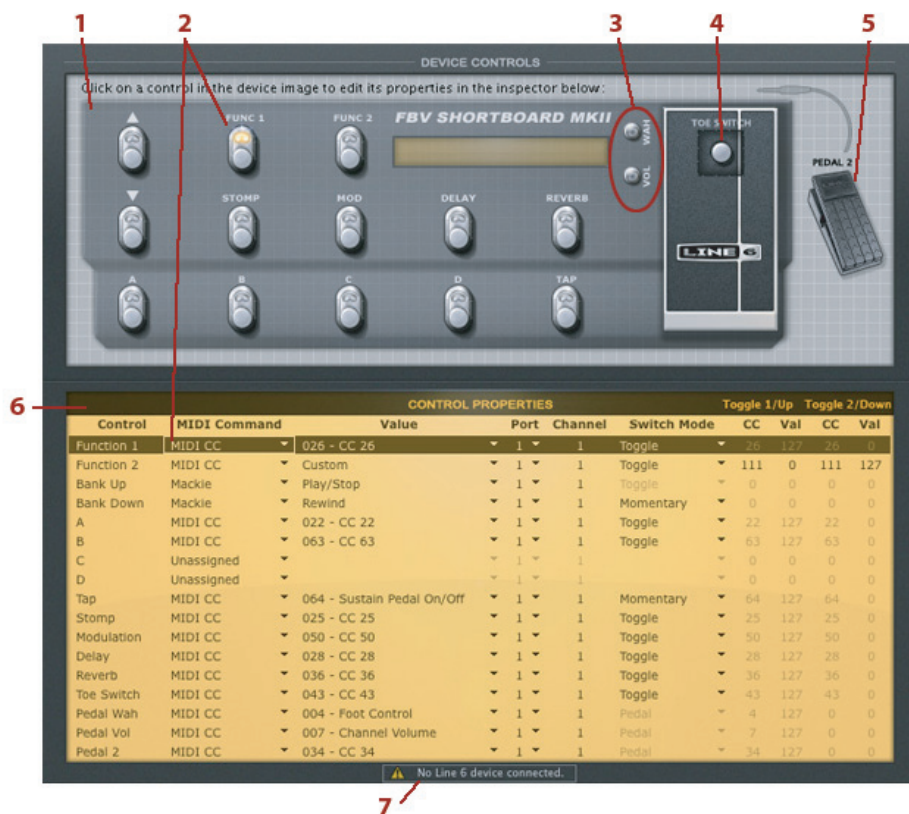 1 2 3 4 5
DEVICE CONTROLS
Click on a control in the device image to edit its properties in the inspector below:
FUNC 1 FUNC 2 FBV SHORTBOARD MKII WAH TOE SWITCH
VOL PEDAL 2
STOMP MOD DELAY REVERB
LINE 6
A B C D TAP
6 CONTROL PROPERTIES Toggle 1/Up Toggle 2/Down
Control MIDI Command Value Port Channel Switch Mode CC Val CC Val
Function 1 MIDI CC 026 - CC 26 1 1 Toggle 26 127 26 0
Function 2 MIDI CC Custom 1 1 Toggle 111 0 111 127
Bank Up Mackie Play/Stop 1 1 Toggle 0 0 0 0
Bank Down Mackie Rewind 1 1 Momentary 0 0 0 0
A MIDI CC 022 - CC 22 1 1 Toggle 22 127 22 0
B MIDI CC 063 - CC 63 1 1 Toggle 63 127 63 0
C Unassigned 1 1 0 0 0 0
D Unassigned 1 1 0 0 0 0
Tap MIDI CC 064 - Sustain Pedal On/Off 1 1 Momentary 64 127 64 0
Stomp MIDI CC 025 - CC 25 1 1 Toggle 25 127 25 0
Modulation MIDI CC 050 - CC 50 1 1 Toggle 50 127 50 0
Delay MIDI CC 028 - CC 28 1 1 Toggle 28 127 28 0
Reverb MIDI CC 036 - CC 36 1 1 Toggle 36 127 36 0
Toe Switch MIDI CC 043 - CC 43 1 1 Toggle 43 127 43 0
Pedal Wah MIDI CC 004 - Foot Control 1 1 Pedal 4 127 0 0
Pedal Vol MIDI CC 007 - Channel Volume 1 1 Pedal 7 127 0 0
Pedal 2 MIDI CC 034 - CC 34 1 1 Pedal 34 127 0 0
No Line 6 device connected.
7